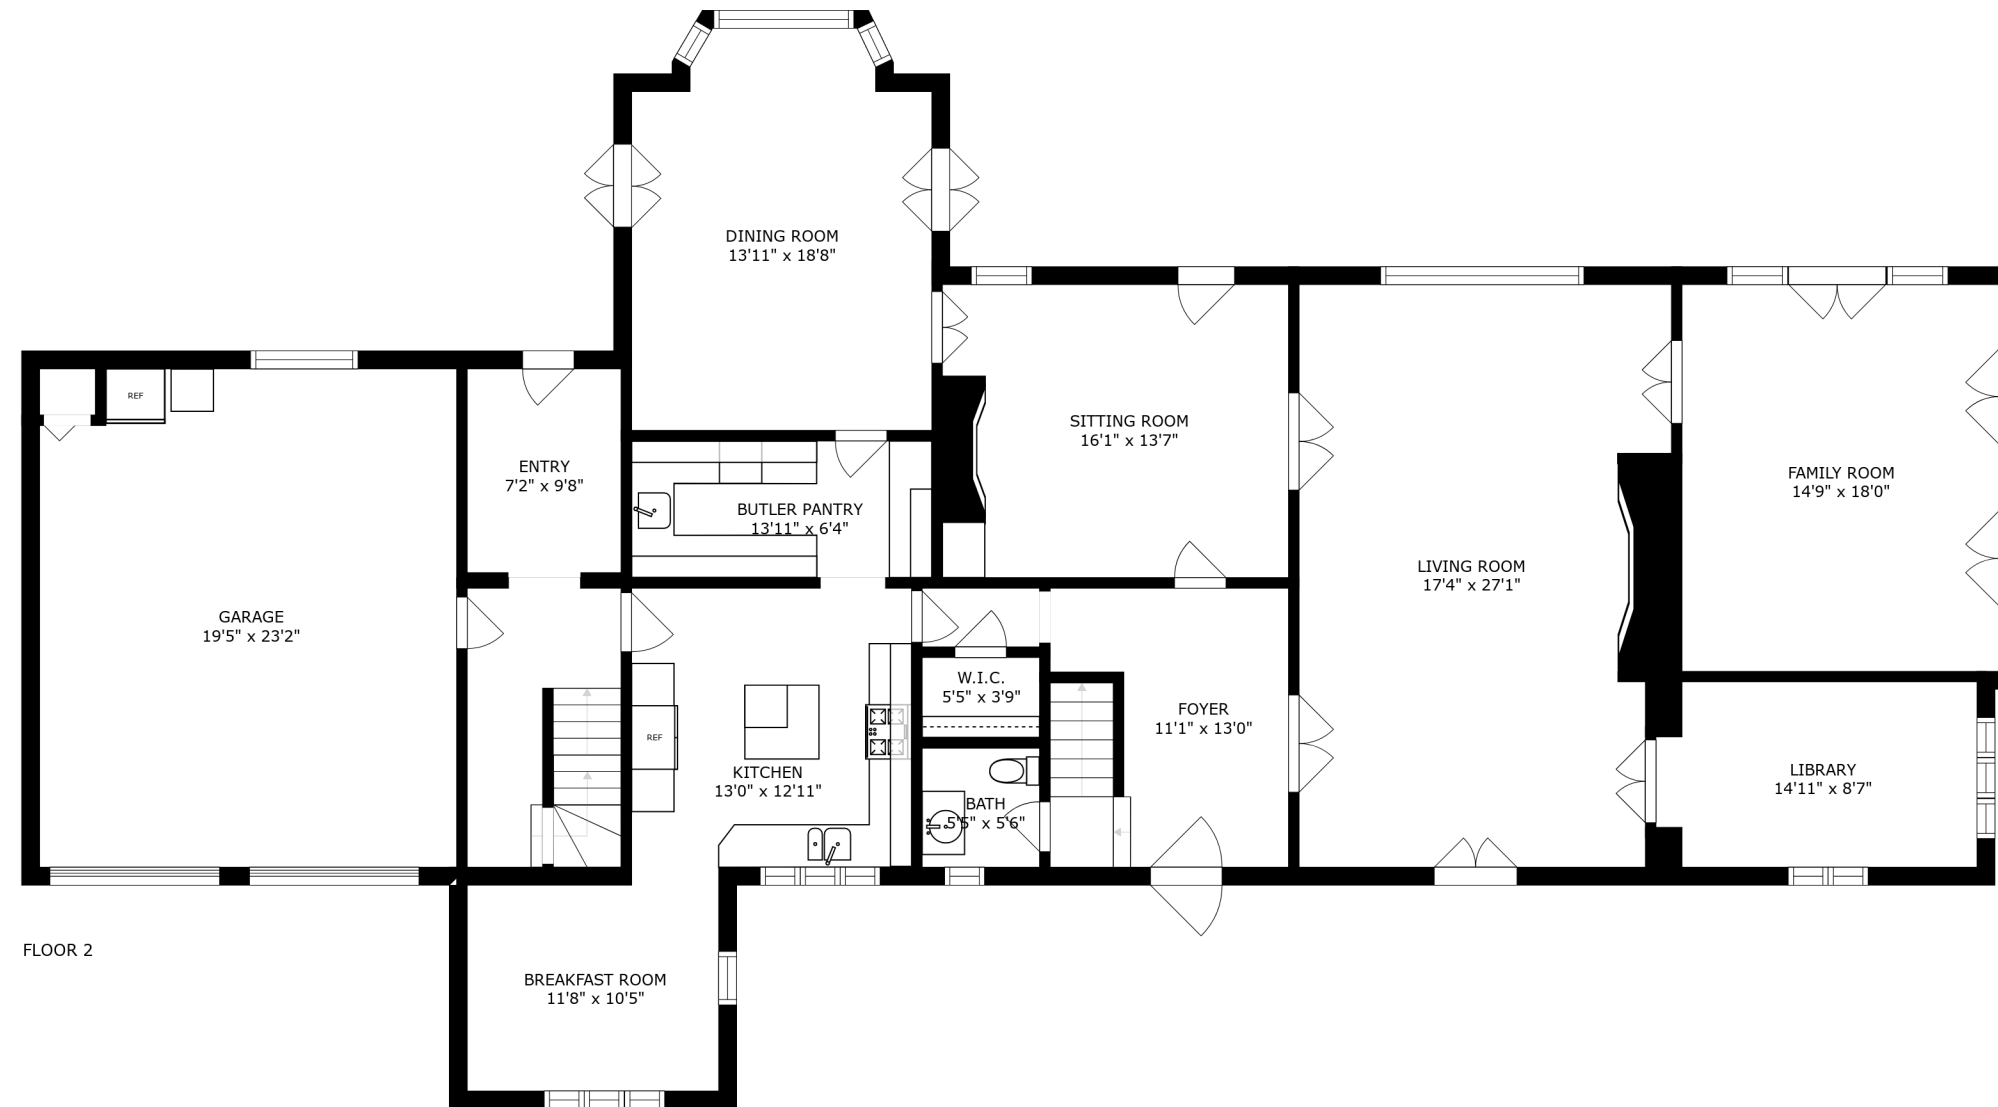 DINING ROOM
13'11" x 18'8"
REF
SITTING ROOM
16'1" x 13'7"
ENTRY
7'2" x 9'8"
FAMILY ROOM
14'9" x 18'0"
BUTLER PANTRY
13'11" x 6'4"
LIVING ROOM
17'4" x 27'1"
GARAGE
19'5" x 23'2"
W.I.C.
5'5" x 3'9"
FOYER
11'1" x 13'0"
REF
KITCHEN
13'0" x 12'11"
LIBRARY
14'11" x 8'7"
BATH
5'5" x 5'6"
FLOOR 2
BREAKFAST ROOM
11'8" x 10'5"